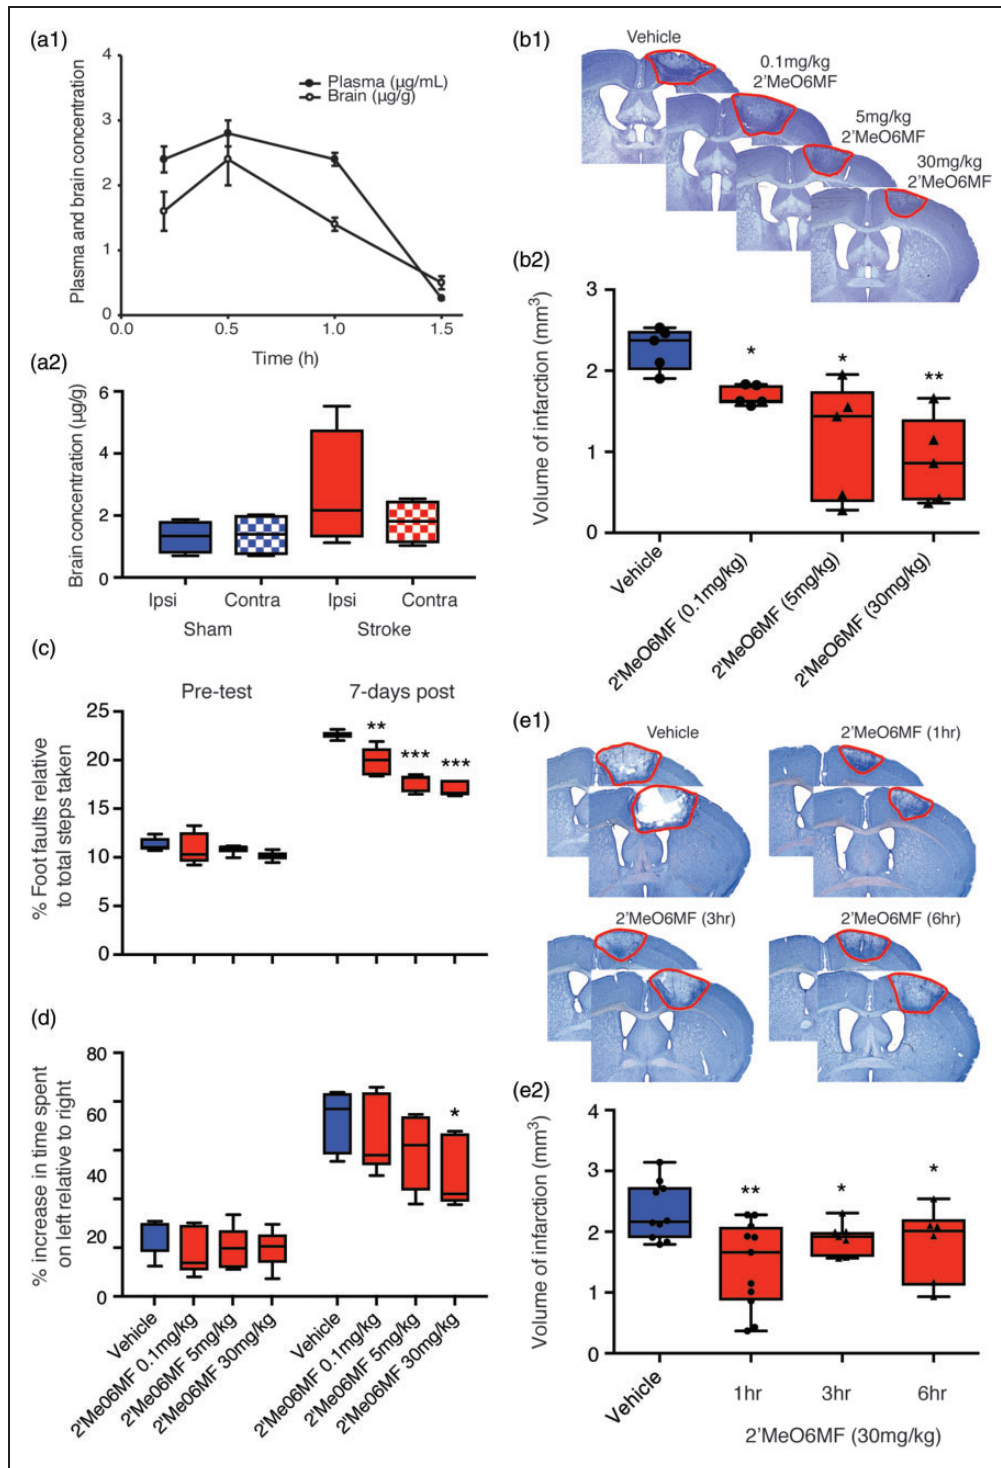 (a1)
4
3
2
1
0
Plasma and brain concentration
Plasma (µg/mL)
Brain (µg/g)
0.0
0.5
1.0
1.5
Time (h)
(a2)
6
4
2
0
Brain concentration (µg/g)
Ipsi
Contra
Ipsi
Contra
Sham
Stroke
(b1)
Vehicle
0.1mg/kg
2'MeO6MF
5mg/kg
2'MeO6MF
30mg/kg
2'MeO6MF
(b2)
3
2
1
0
Volume of infarction (mm³)
*
*
**
Vehicle
2'MeO6MF (0.1mg/kg)
2'MeO6MF (5mg/kg)
2'MeO6MF (30mg/kg)
(c)
Pre-test
7-days post
25
20
15
10
5
0
% Foot faults relative
to total steps taken
**
***
***
(d)
80
60
40
20
0
% increase in time spent
on left relative to right
*
Vehicle
2'Me06MF 0.1mg/kg
2'Me06MF 5mg/kg
2'Me06MF 30mg/kg
Vehicle
2'Me06MF 0.1mg/kg
2'Me06MF 5mg/kg
2'Me06MF 30mg/kg
(e1)
Vehicle
2'MeO6MF (1hr)
2'MeO6MF (3hr)
2'MeO6MF (6hr)
(e2)
4
3
2
1
0
Volume of infarction (mm³)
**
*
*
Vehicle
1hr
3hr
6hr
2'MeO6MF (30mg/kg)